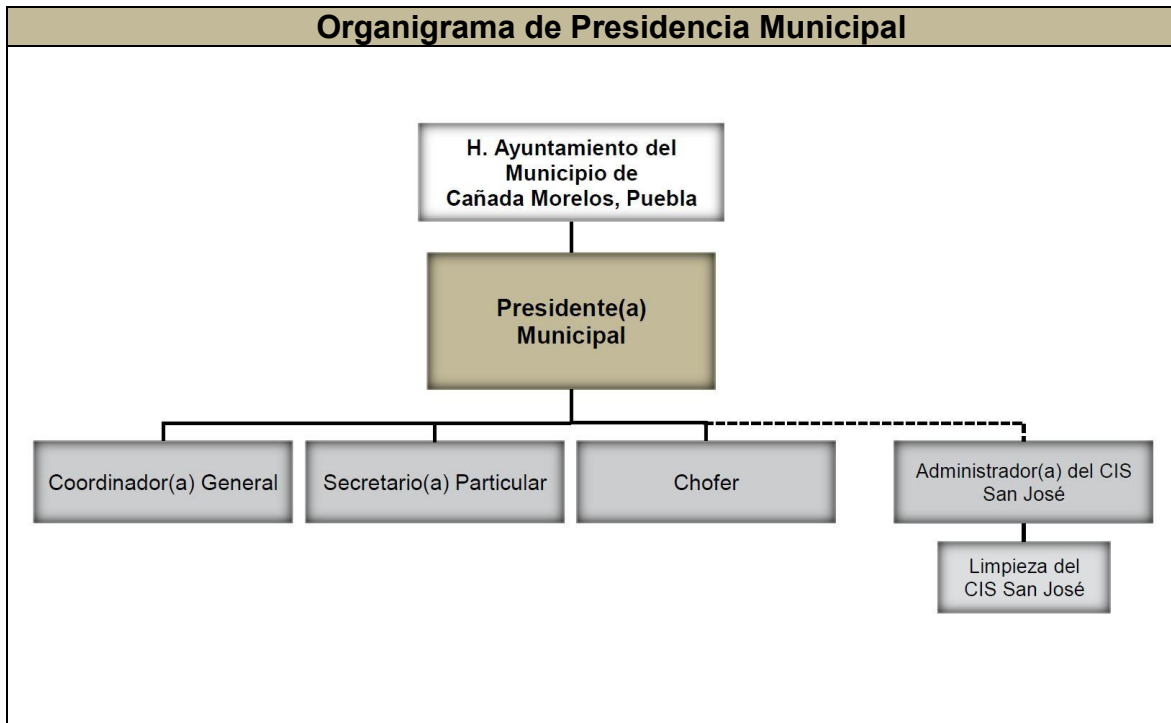 Organigrama de Presidencia Municipal
H. Ayuntamiento del
Municipio de
Cañada Morelos, Puebla
Presidente(a)
Municipal
Coordinador(a) General
Secretario(a) Particular
Chofer
Administrador(a) del CIS
San José
Limpieza del
CIS San José